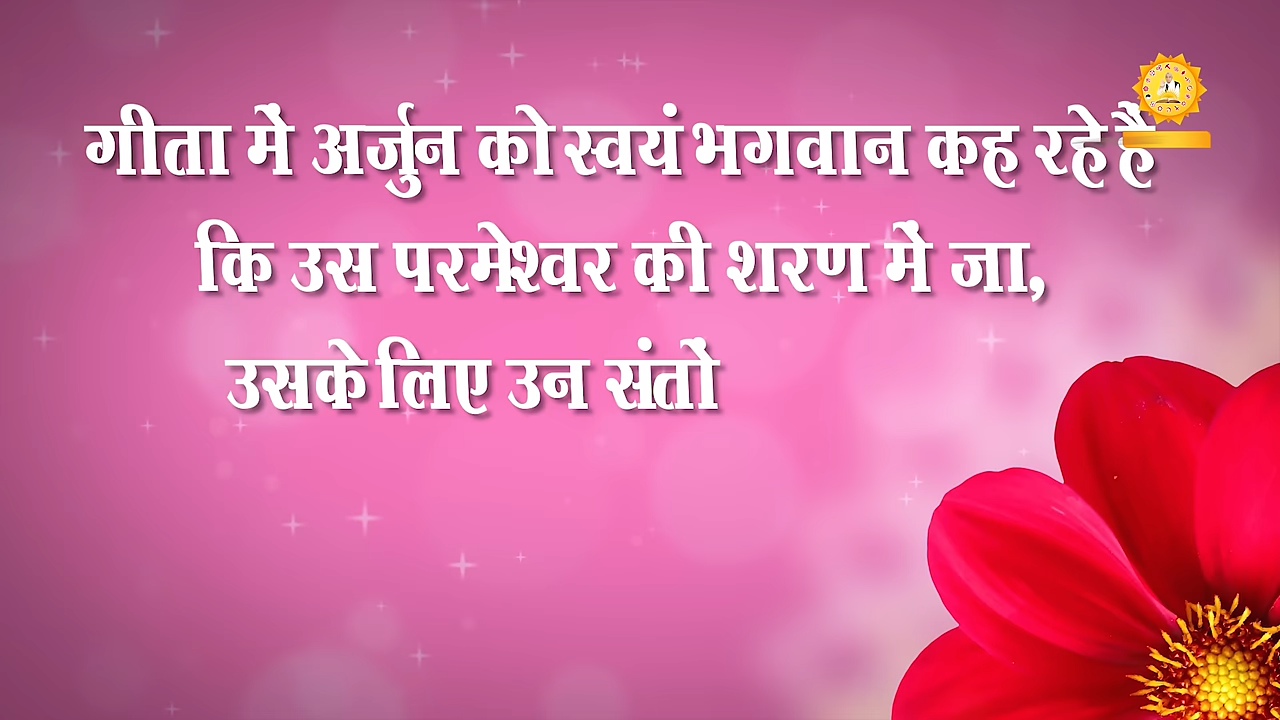 गीता में अर्जुन को स्वयं भगवान कह रहे हैं
कि उस परमेश्वर की शरण में जा,
उसके लिए उन संतों